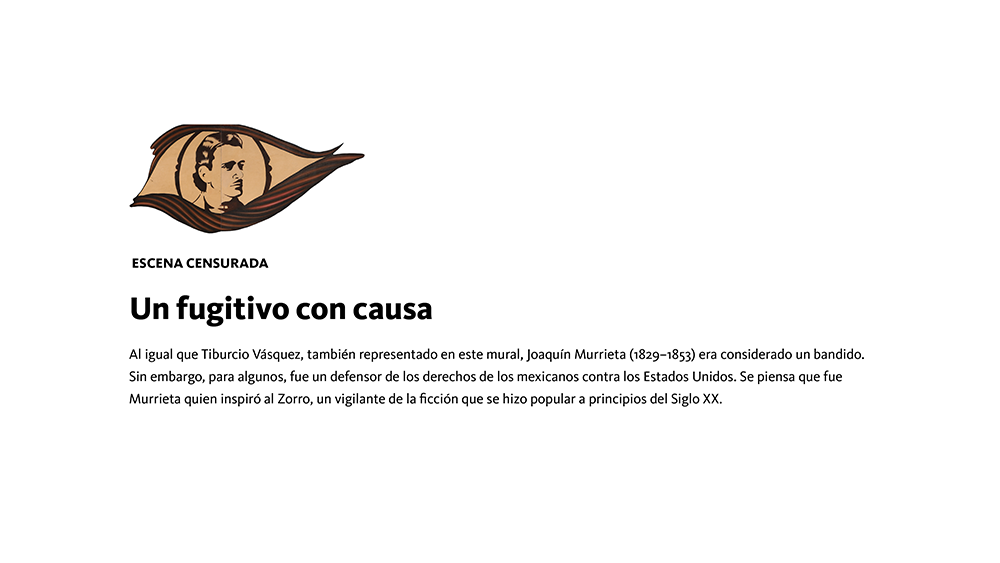 ESCENA CENSURADA
Un fugitivo con causa
Al igual que Tiburcio Vásquez, también representado en este mural, Joaquín Murrieta (1829–1853) era considerado un bandido.
Sin embargo, para algunos, fue un defensor de los derechos de los mexicanos contra los Estados Unidos. Se piensa que fue
Murrieta quien inspiró al Zorro, un vigilante de la ficción que se hizo popular a principios del Siglo XX.